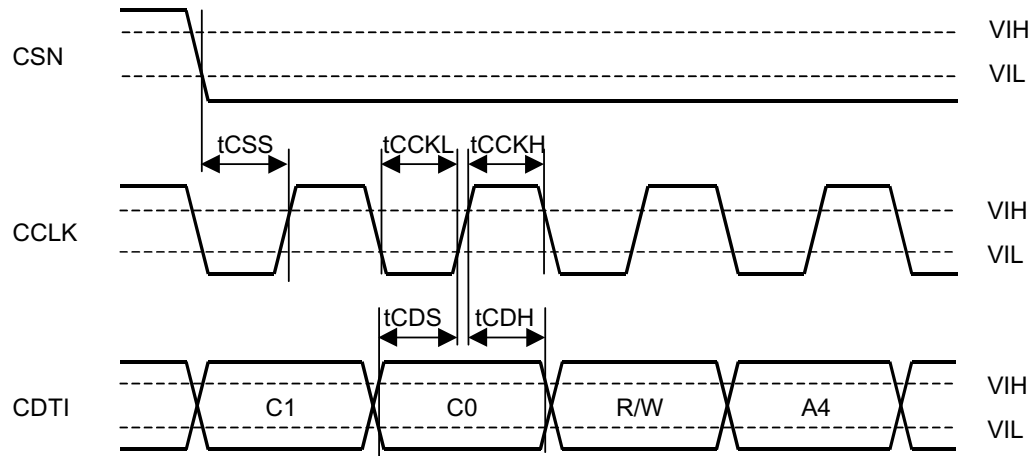 CSN
VIH
VIL
tCSS
tCCKL
tCCKH
CCLK
VIH
VIL
tCDS
tCDH
CDTI
C1
C0
R/W
A4
VIH
VIL